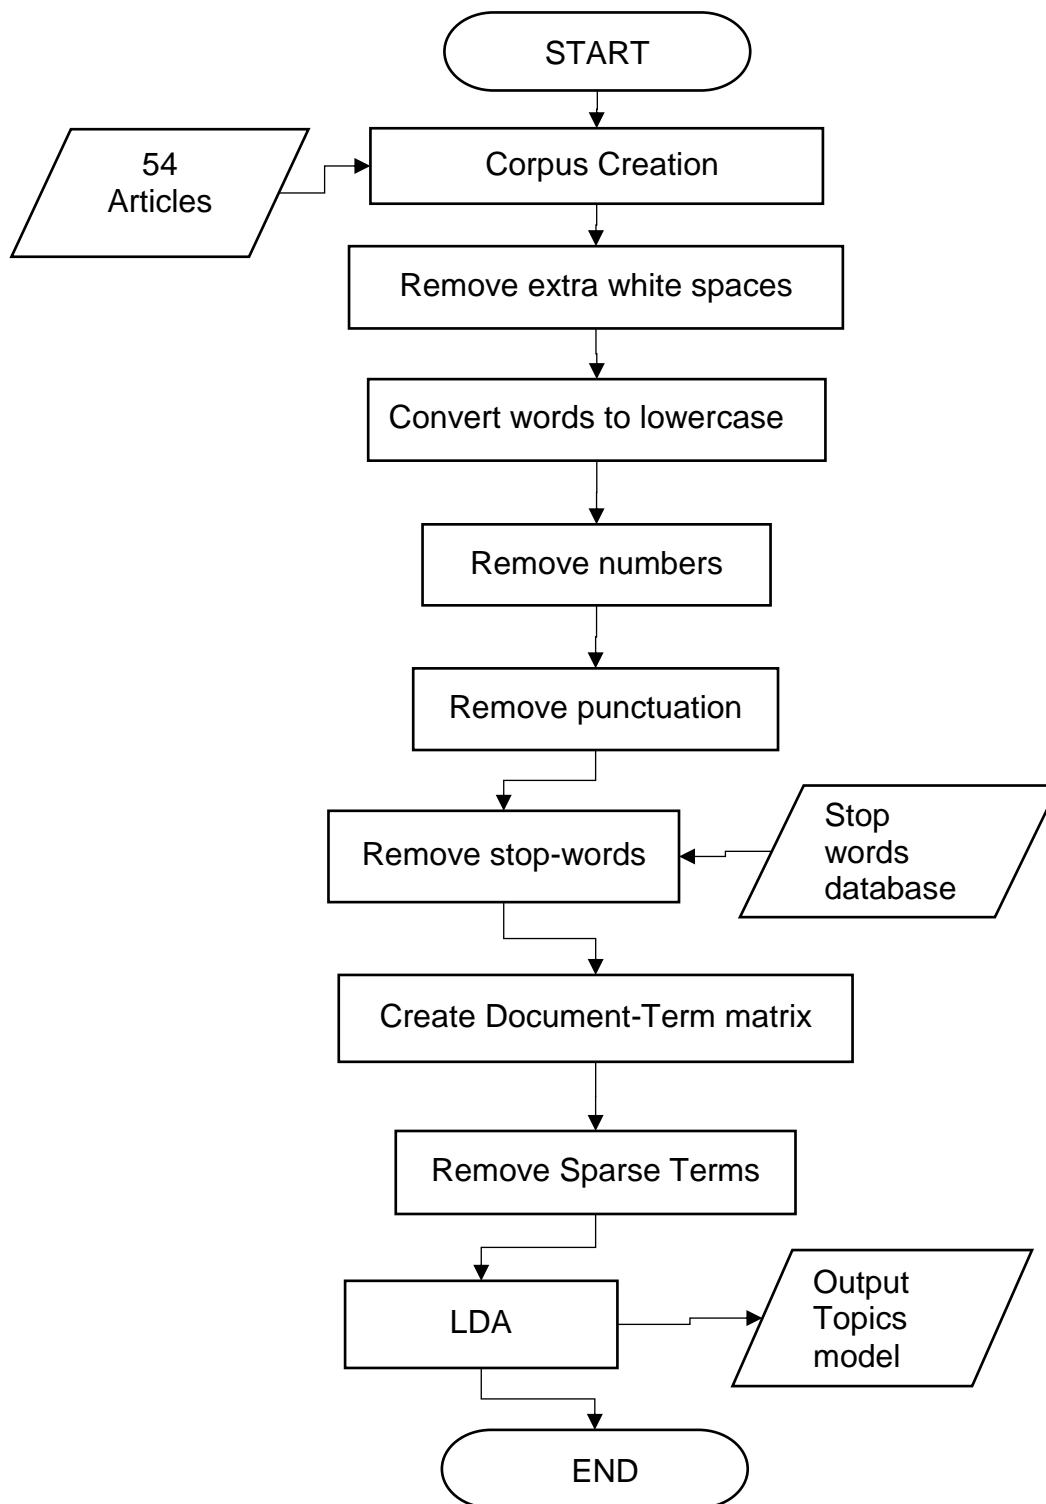 START
54
Articles
Corpus Creation
Remove extra white spaces
Convert words to lowercase
Remove numbers
Remove punctuation
Remove stop-words
Stop
words
database
Create Document-Term matrix
Remove Sparse Terms
LDA
Output
Topics
model
END